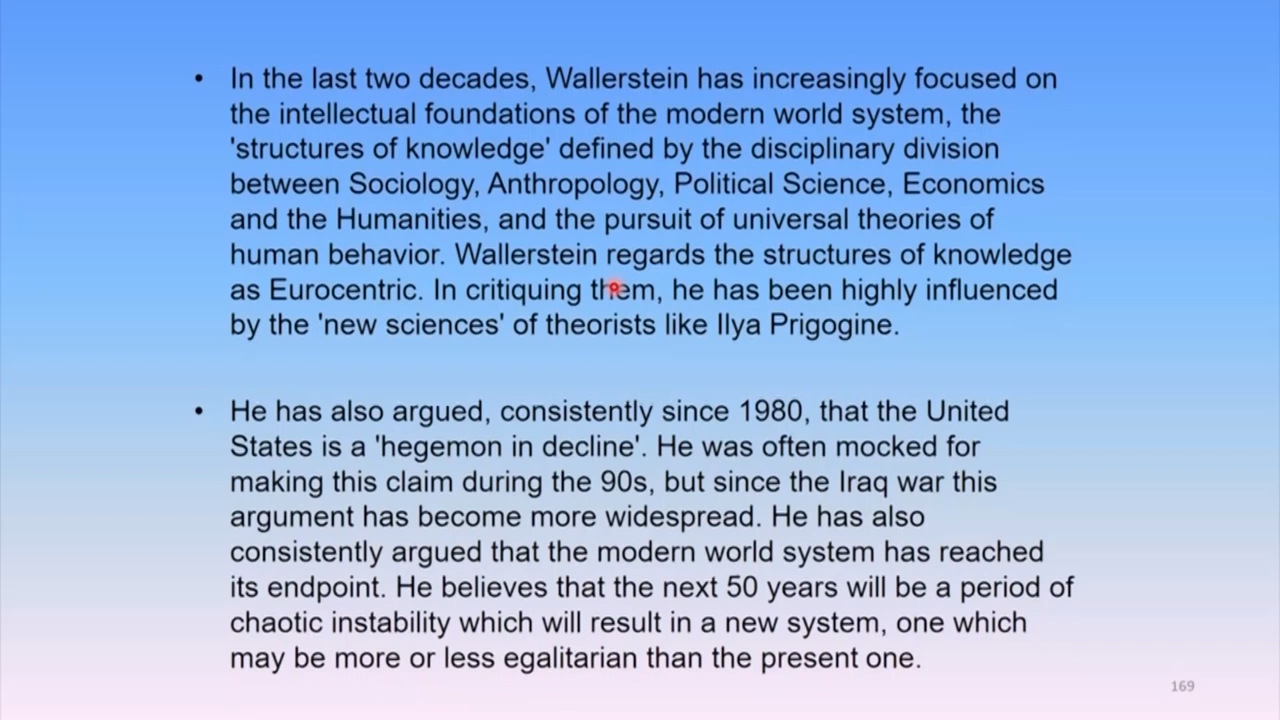 • In the last two decades, Wallerstein has increasingly focused on
the intellectual foundations of the modern world system, the
'structures of knowledge' defined by the disciplinary division
between Sociology, Anthropology, Political Science, Economics
and the Humanities, and the pursuit of universal theories of
human behavior. Wallerstein regards the structures of knowledge
as Eurocentric. In critiquing them, he has been highly influenced
by the 'new sciences' of theorists like Ilya Prigogine.
• He has also argued, consistently since 1980, that the United
States is a 'hegemon in decline'. He was often mocked for
making this claim during the 90s, but since the Iraq war this
argument has become more widespread. He has also
consistently argued that the modern world system has reached
its endpoint. He believes that the next 50 years will be a period of
chaotic instability which will result in a new system, one which
may be more or less egalitarian than the present one.
169